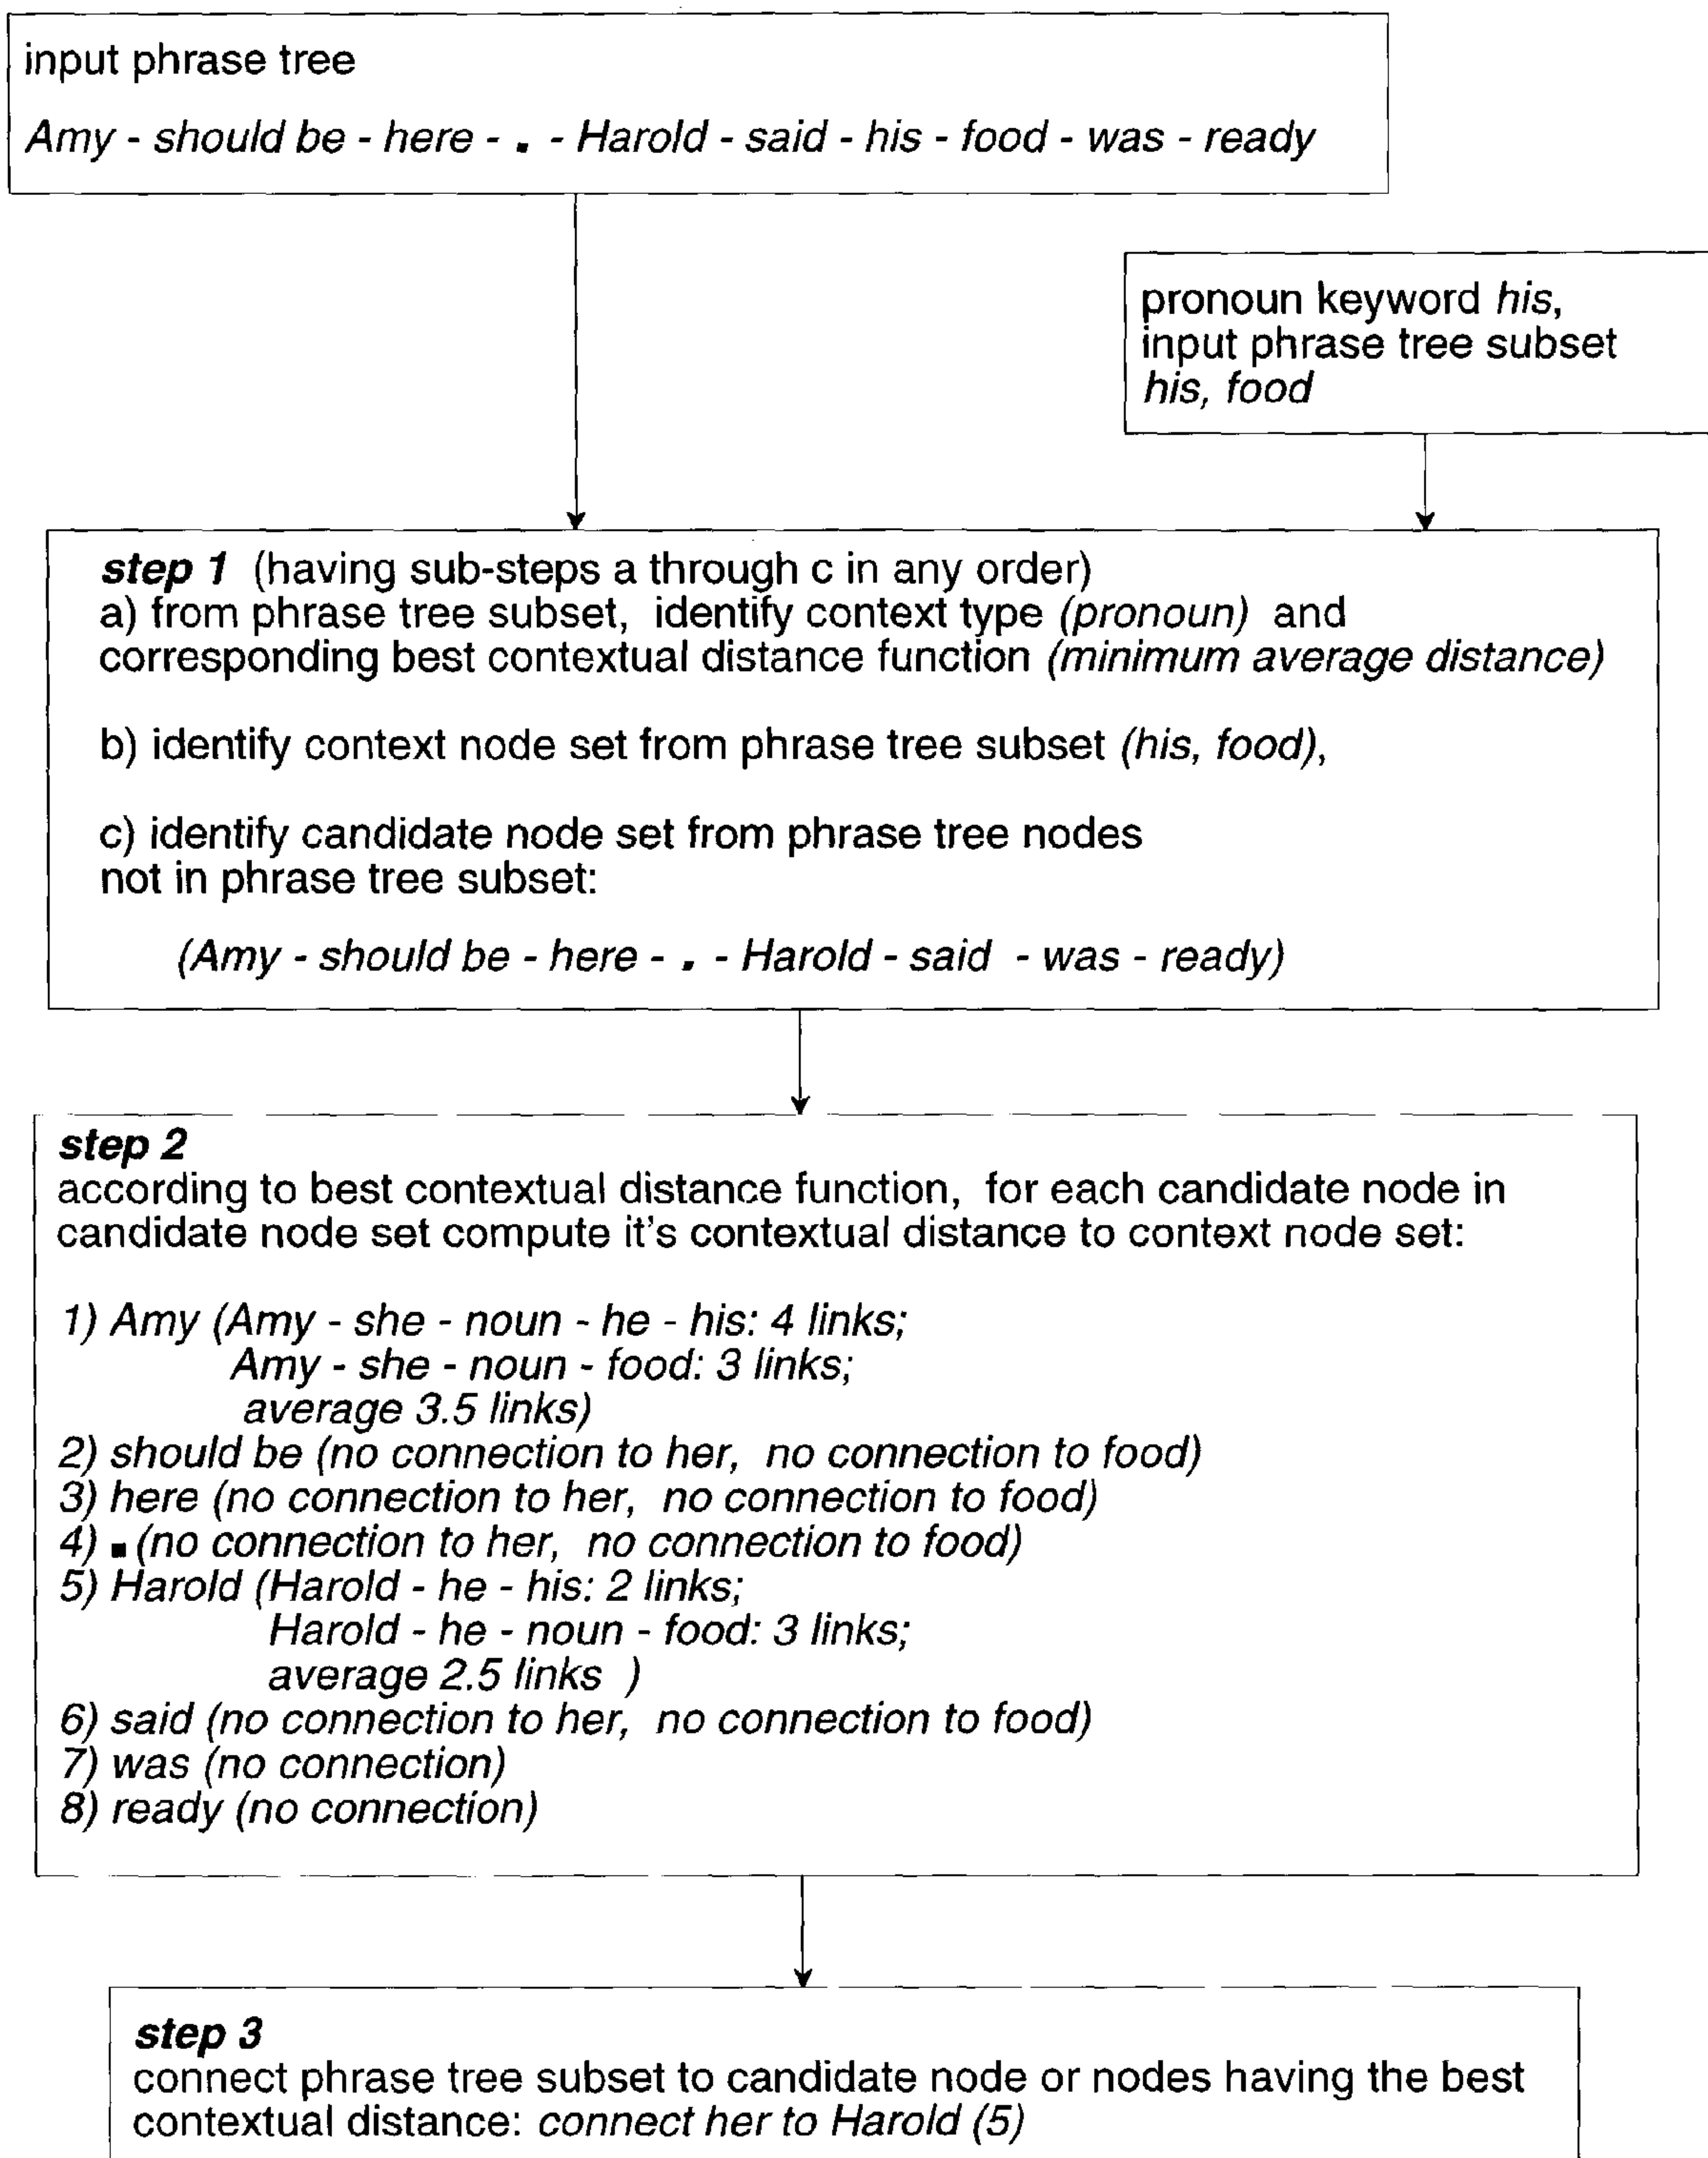 input phrase tree
Amy - should be - here - . - Harold - said - his - food - was - ready
pronoun keyword his,
input phrase tree subset
his, food
step 1 (having sub-steps a through c in any order)
a) from phrase tree subset, identify context type (pronoun) and
corresponding best contextual distance function (minimum average distance)
b) identify context node set from phrase tree subset (his, food),
c) identify candidate node set from phrase tree nodes
not in phrase tree subset:
(Amy - should be - here - . - Harold - said - was - ready)
step 2
according to best contextual distance function, for each candidate node in
candidate node set compute it's contextual distance to context node set:
1) Amy (Amy - she - noun - he - his: 4 links;
Amy - she - noun - food: 3 links;
average 3.5 links)
2) should be (no connection to her, no connection to food)
3) here (no connection to her, no connection to food)
4) . (no connection to her, no connection to food)
5) Harold (Harold - he - his: 2 links;
Harold - he - noun - food: 3 links;
average 2.5 links )
6) said (no connection to her, no connection to food)
7) was (no connection)
8) ready (no connection)
step 3
connect phrase tree subset to candidate node or nodes having the best
contextual distance: connect her to Harold (5)